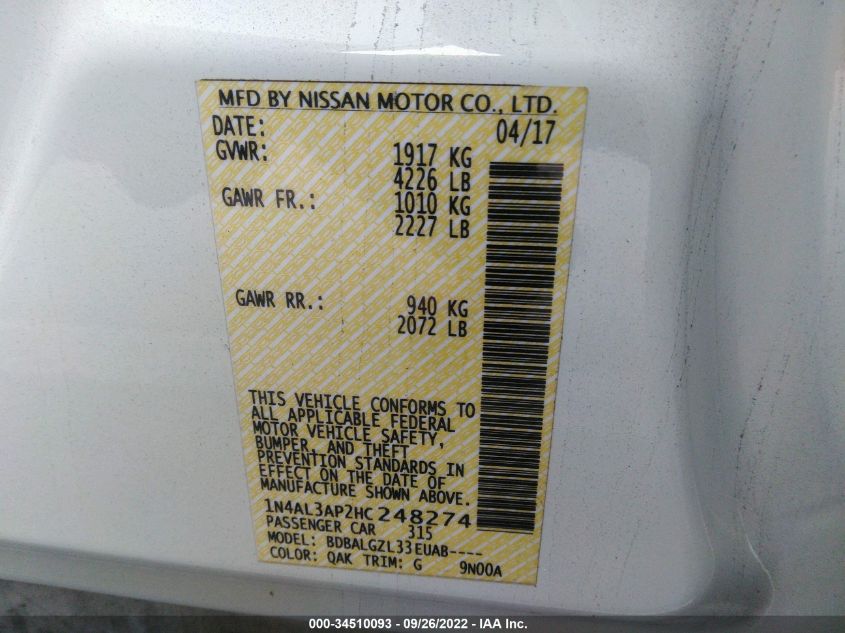 MFD BY NISSAN MOTOR CO., LTD.
DATE: 04/17
GVWR: 1917 KG
4226 LB
GAWR FR.: 1010 KG
2227 LB
GAWR RR.: 940 KG
2072 LB
THIS VEHICLE CONFORMS TO
ALL APPLICABLE FEDERAL
MOTOR VEHICLE SAFETY,
BUMPER, AND THEFT
PREVENTION STANDARDS IN
EFFECT ON THE DATE OF
MANUFACTURE SHOWN ABOVE.
1N4AL3AP2HC248274
PASSENGER CAR 315
MODEL: BDBALGZL33EUAB----
COLOR: QAK TRIM: G 9N00A
000-34510093 - 09/26/2022 - IAA Inc.